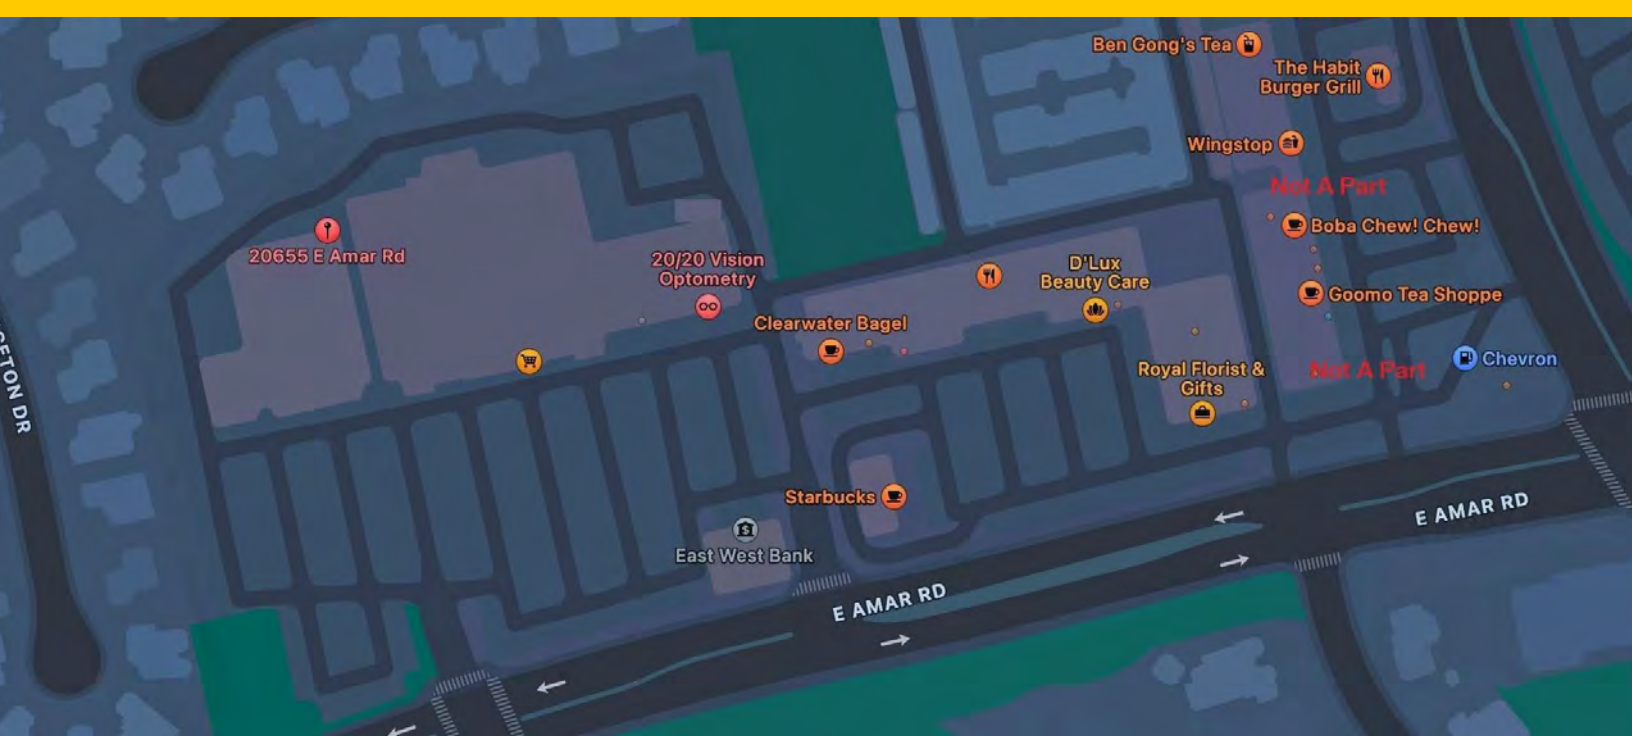 Ben Gong's Tea
The Habit
Burger Grill
Wingstop
Not A Part
Boba Chew! Chew!
20655 E Amar Rd
20/20 Vision
Optometry
D'Lux
Beauty Care
Goomo Tea Shoppe
Clearwater Bagel
Chevron
Royal Florist &
Gifts
Not A Part
Starbucks
East West Bank
E AMAR RD
E AMAR RD
ETON DR